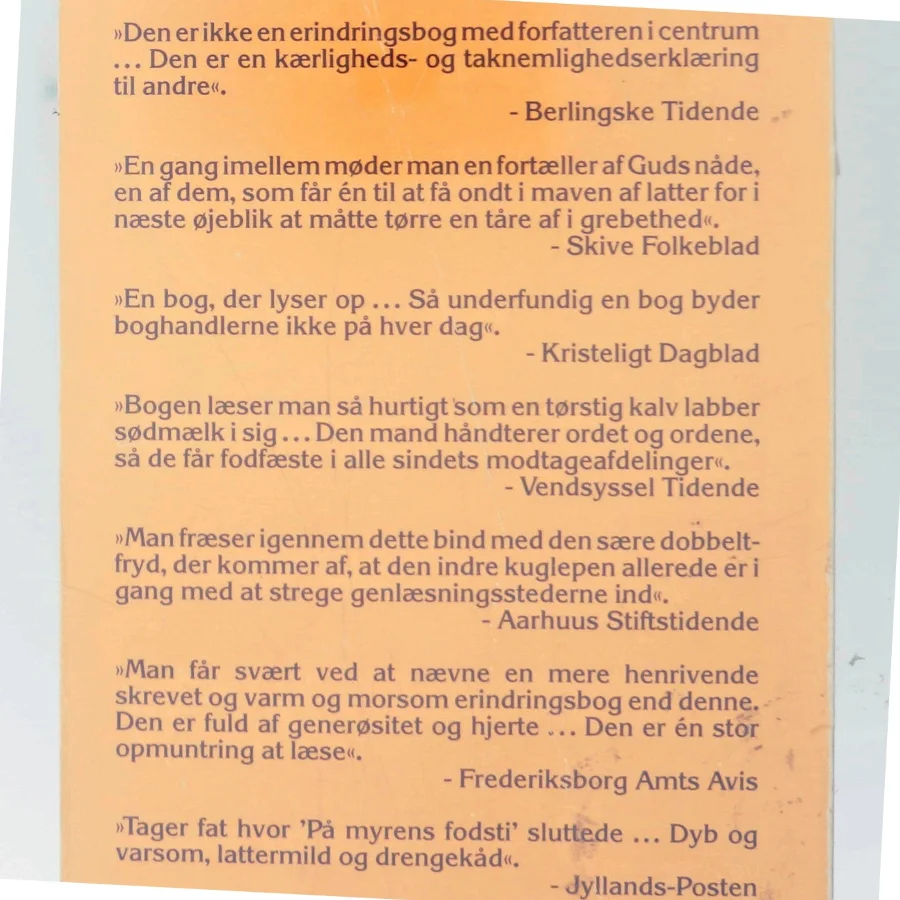 »Den er ikke en erindringsbog med forfatteren i centrum
... Den er en kærligheds- og taknemlighedserklæring
til andre«.
- Berlingske Tidende
»En gang imellem møder man en fortæller af Guds nåde,
en af dem, som får én til at få ondt i maven af latter for i
næste øjeblik at måtte tørre en tåre af i grebethed«.
- Skive Folkeblad
»En bog, der lyser op ... Så underfundig en bog byder
boghandlerne ikke på hver dag«.
- Kristeligt Dagblad
»Bogen læser man så hurtigt som en tørstig kalv labber
sødmælk i sig ... Den mand håndterer ordet og ordene,
så de får fodfæste i alle sindets modtageafdelinger«.
- Vendsyssel Tidende
»Man fræser igennem dette bind med den sære dobbelt-
fryd, der kommer af, at den indre kuglepen allerede er i
gang med at strege genlæsningsstederne ind«.
- Aarhuus Stiftstidende
»Man får svært ved at nævne en mere henrivende
skrevet og varm og morsom erindringsbog end denne.
Den er fuld af generøsitet og hjerte ... Den er én stor
opmuntring at læse«.
- Frederiksborg Amts Avis
»Tager fat hvor ’På myrens fodsti’ sluttede ... Dyb og
varsom, lattermild og drengekåd«.
- Jyllands-Posten